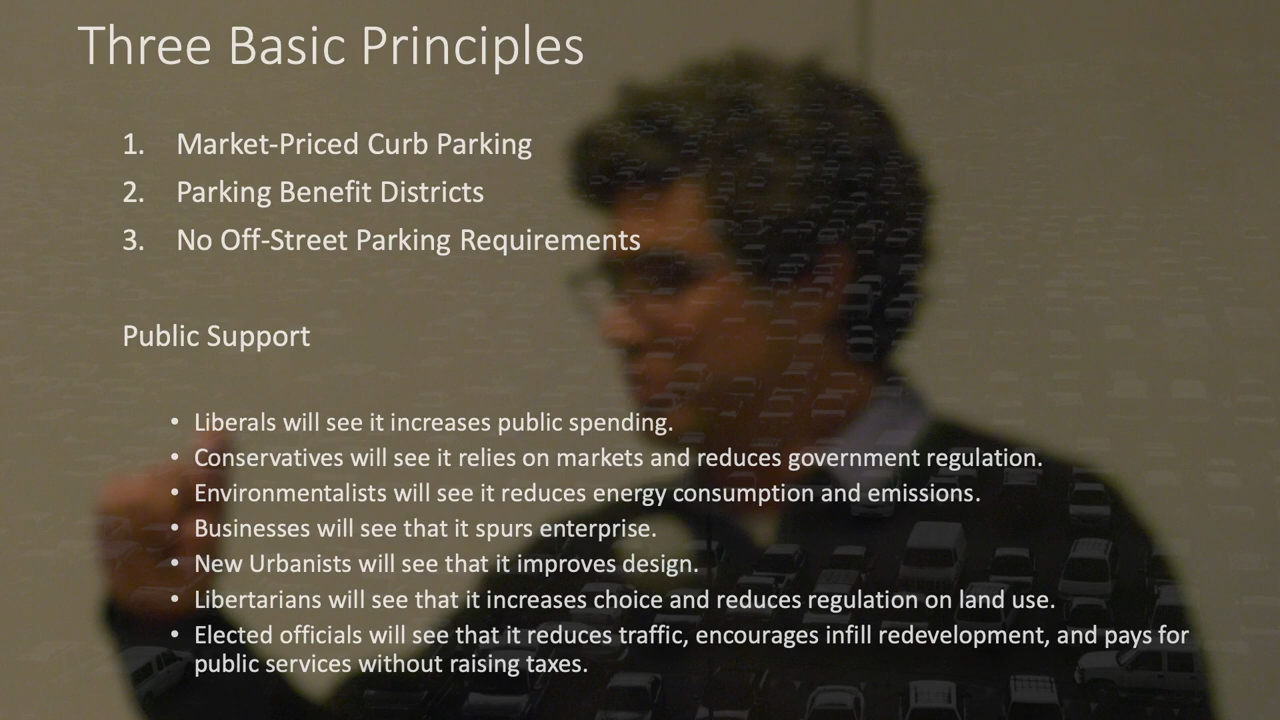 Three Basic Principles
1. Market-Priced Curb Parking
2. Parking Benefit Districts
3. No Off-Street Parking Requirements
Public Support
• Liberals will see it increases public spending.
• Conservatives will see it relies on markets and reduces government regulation.
• Environmentalists will see it reduces energy consumption and emissions.
• Businesses will see that it spurs enterprise.
• New Urbanists will see that it improves design.
• Libertarians will see that it increases choice and reduces regulation on land use.
• Elected officials will see that it reduces traffic, encourages infill redevelopment, and pays for
public services without raising taxes.